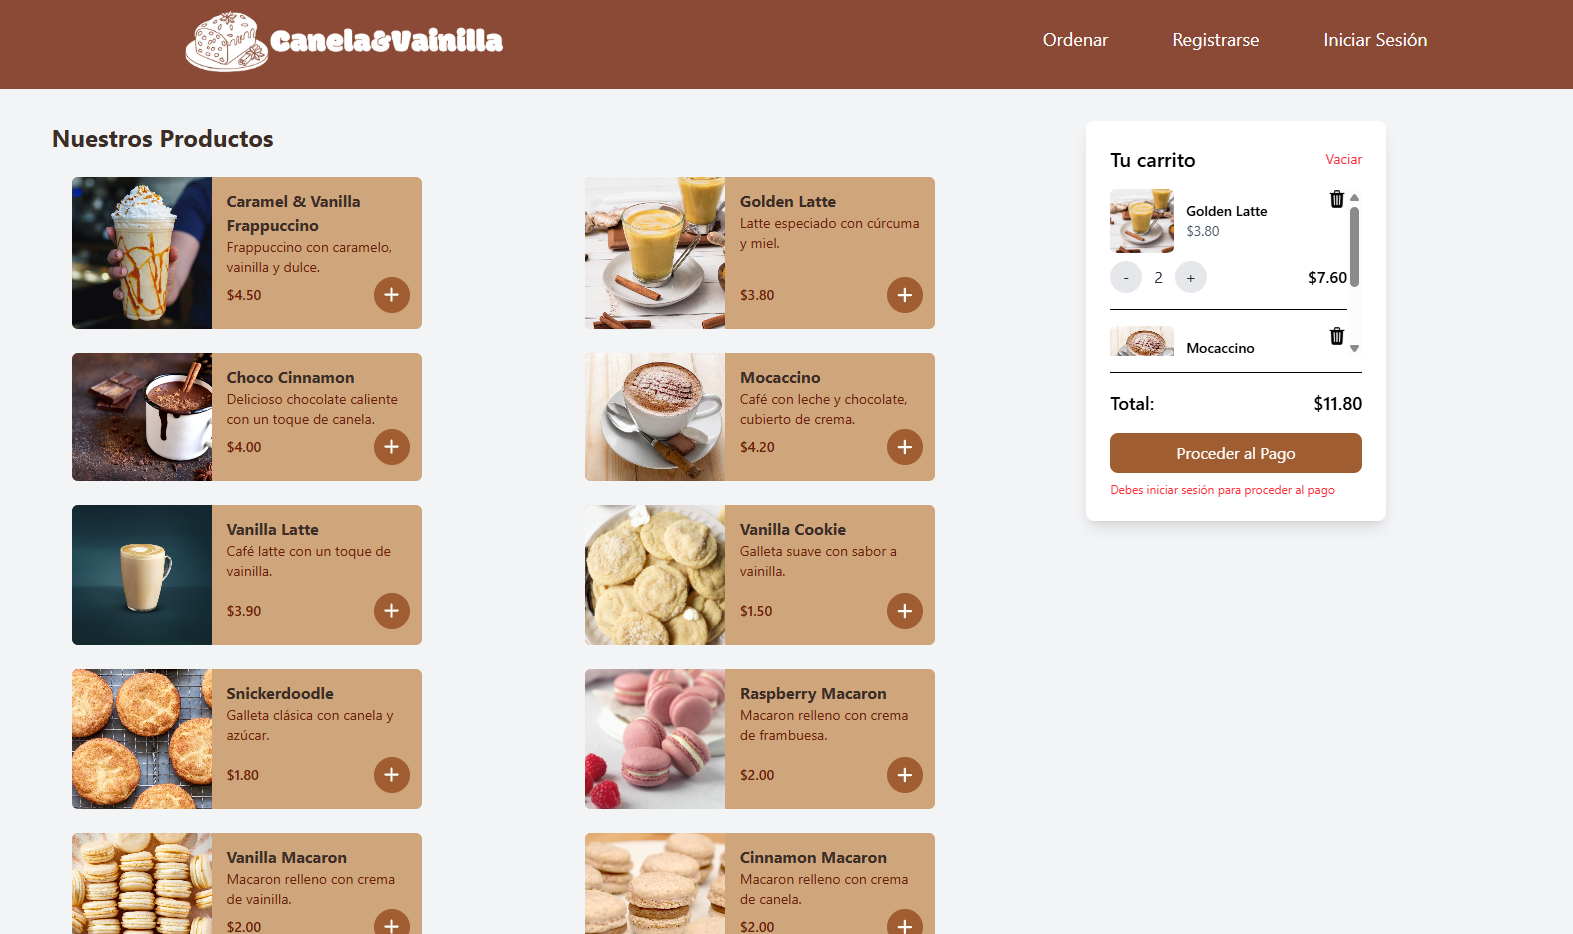 Canela&Vainilla
Ordenar
Registrarse
Iniciar Sesión
Nuestros Productos
Caramel & Vanilla
Frappuccino
Frappuccino con caramelo,
vainilla y dulce.
$4.50
Golden Latte
Latte especiado con cúrcuma
y miel.
$3.80
Choco Cinnamon
Delicioso chocolate caliente
con un toque de canela.
$4.00
Mocaccino
Café con leche y chocolate,
cubierto de crema.
$4.20
Vanilla Latte
Café latte con un toque de
vainilla.
$3.90
Vanilla Cookie
Galleta suave con sabor a
vainilla.
$1.50
Snickerdoodle
Galleta clásica con canela y
azúcar.
$1.80
Raspberry Macaron
Macaron relleno con crema
de frambuesa.
$2.00
Vanilla Macaron
Macaron relleno con crema
de vainilla.
$2.00
Cinnamon Macaron
Macaron relleno con crema
de canela.
$2.00
Tu carrito
Vaciar
Golden Latte
$3.80
- 2 +
$7.60
Mocaccino
Total:
$11.80
Proceder al Pago
Debes iniciar sesión para proceder al pago